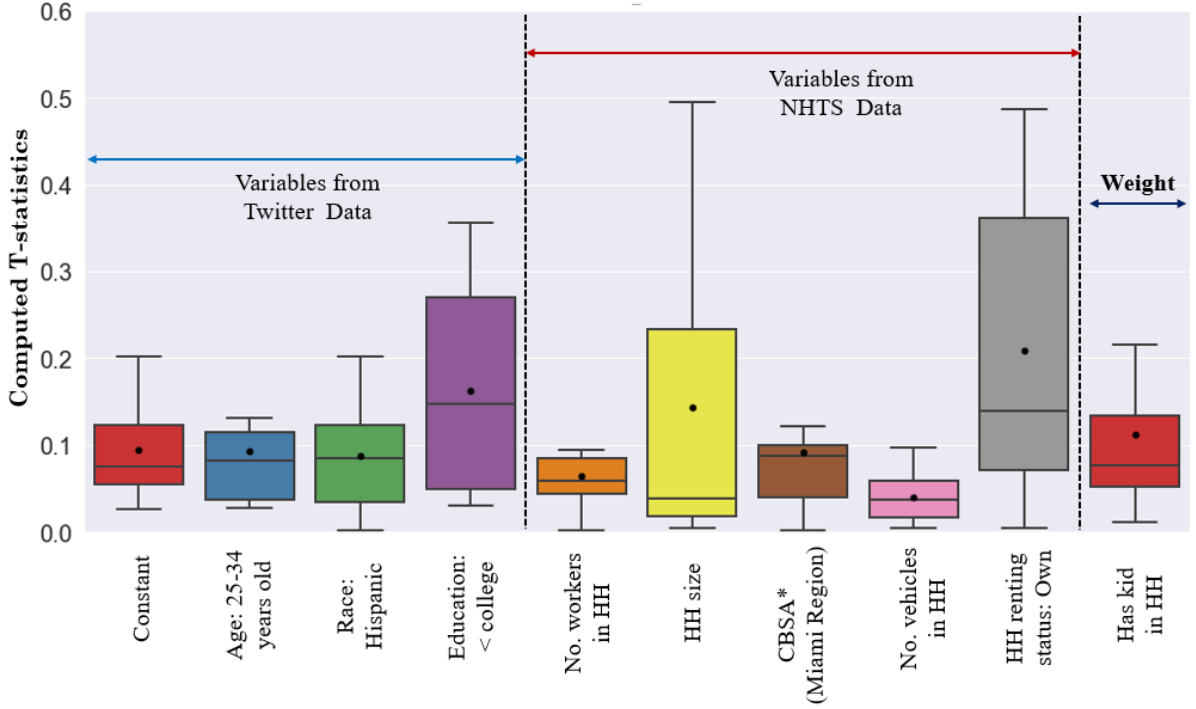 0.6
0.5
0.4
0.3
0.2
0.1
0.0
Computed T-statistics
Variables from
Twitter Data
Variables from
NHTS Data
Weight
Constant
Age: 25-34
years old
Race:
Hispanic
Education:
< college
No. workers
in HH
HH size
CBSA*
(Miami Region)
No. vehicles
in HH
HH renting
status: Own
Has kid
in HH